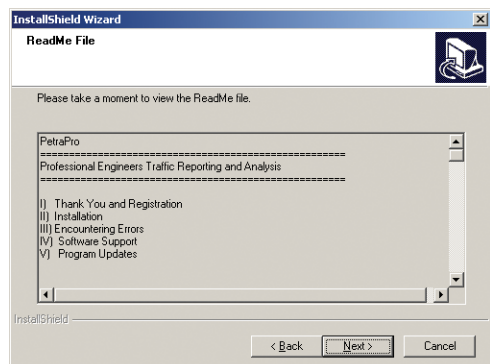 InstallShield Wizard
ReadMe File
Please take a moment to view the ReadMe file.
PetraPro
=====================================================
Professional Engineers Traffic Reporting and Analysis
=====================================================
I) Thank You and Registration
II) Installation
III) Encountering Errors
IV) Software Support
V) Program Updates
InstallShield
< Back Next > Cancel